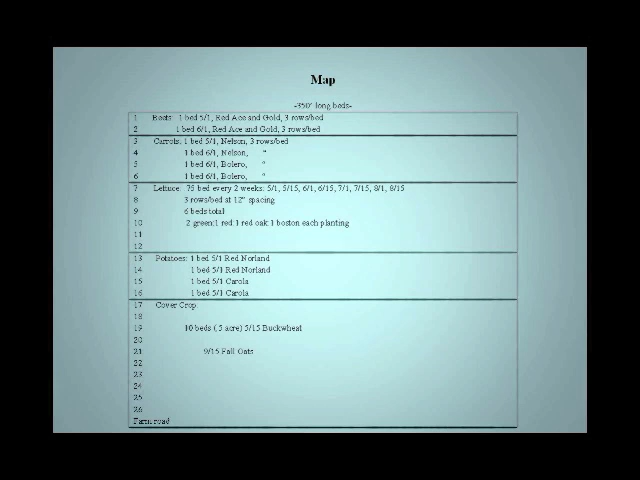 Map
-350' long beds-
1 Beets: 1 bed 5/1, Red Ace and Gold, 3 rows/bed
2 1 bed 6/1, Red Ace and Gold, 3 rows/bed
3 Carrots: 1 bed 5/1, Nelson, 3 rows/bed
4 1 bed 6/1, Nelson, "
5 1 bed 6/1, Bolero, "
6 1 bed 6/1, Bolero, "
7 Lettuce: .75 bed every 2 weeks: 5/1, 5/15, 6/1, 6/15, 7/1, 7/15, 8/1, 8/15
8 3 rows/bed at 12" spacing
9 6 beds total
10 2 green:1 red:1 red oak:1 boston each planting
11
12
13 Potatoes: 1 bed 5/1 Red Norland
14 1 bed 5/1 Red Norland
15 1 bed 5/1 Carola
16 1 bed 5/1 Carola
17 Cover Crop:
18
19 10 beds (.5 acre) 5/15 Buckwheat
20
21 9/15 Fall Oats
22
23
24
25
26
Farm road